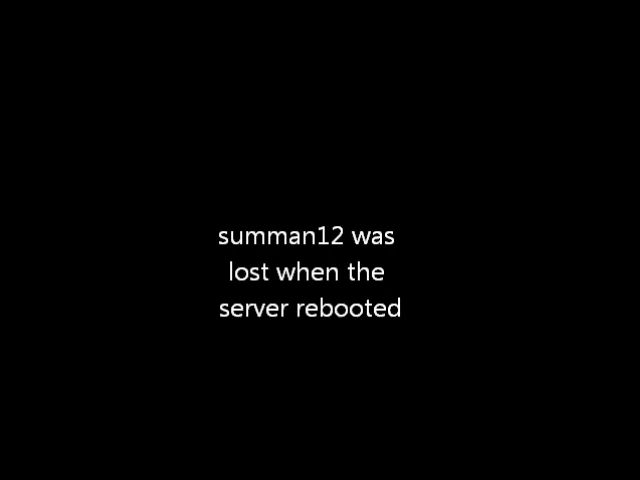 summan12 was
lost when the
server rebooted